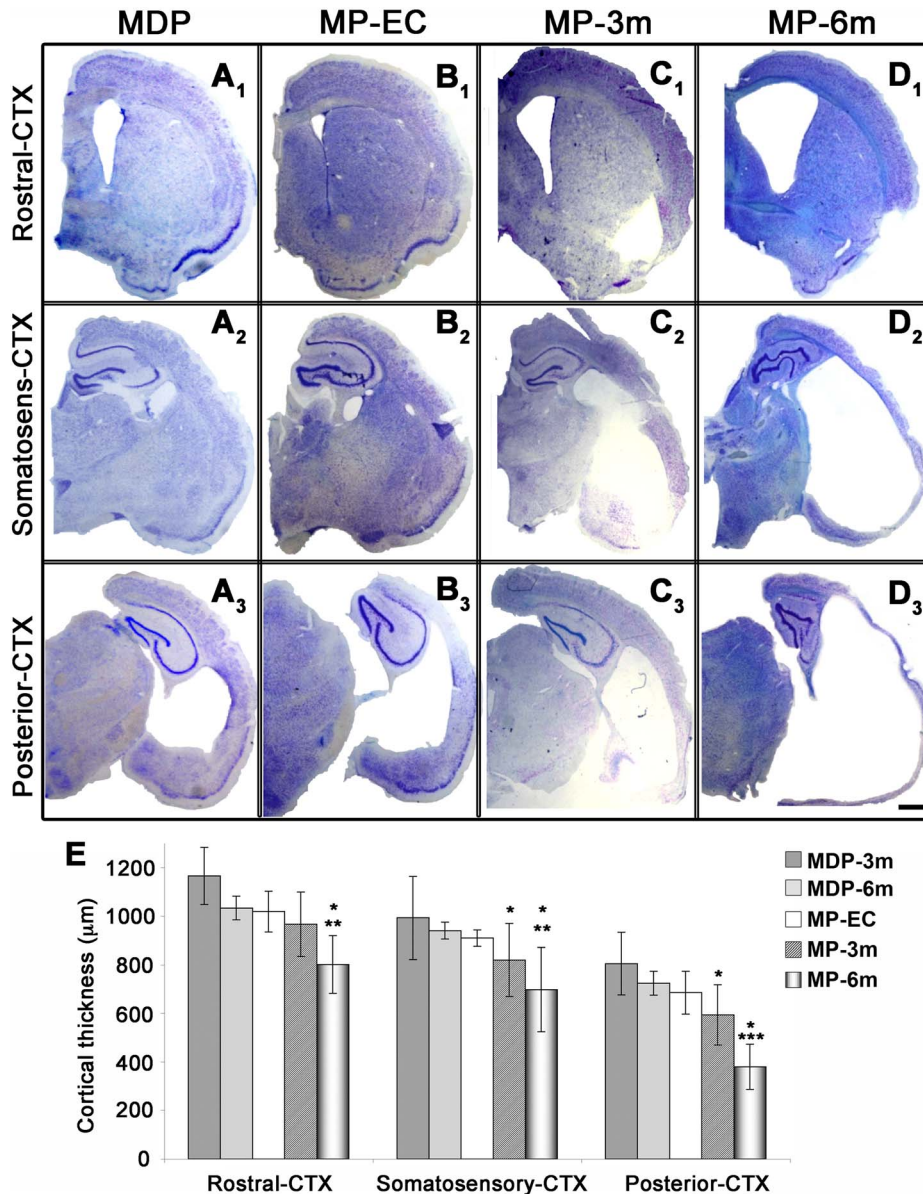 MDP MP-EC MP-3m MP-6m
Rostral-CTX
A1 B1 C1 D1
Somatosens-CTX
A2 B2 C2 D2
Posterior-CTX
A3 B3 C3 D3
E
Cortical thickness (µm)
1200
1000
800
600
400
200
0
* ** * * ** * * ***
MDP-3m
MDP-6m
MP-EC
MP-3m
MP-6m
Rostral-CTX Somatosensory-CTX Posterior-CTX